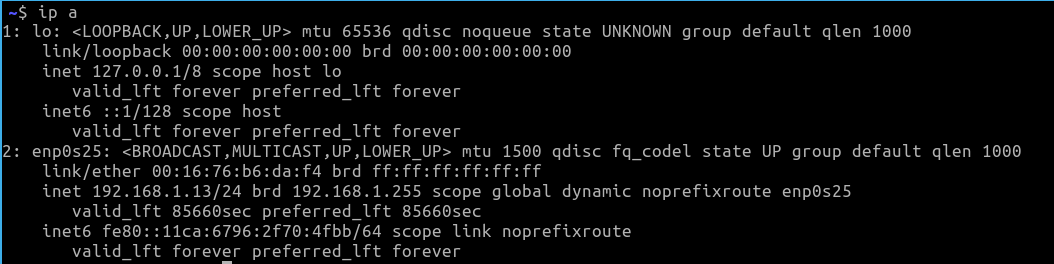 ~$ ip a
1: lo: <LOOPBACK,UP,LOWER_UP> mtu 65536 qdisc noqueue state UNKNOWN group default qlen 1000
    link/loopback 00:00:00:00:00:00 brd 00:00:00:00:00:00
    inet 127.0.0.1/8 scope host lo
       valid_lft forever preferred_lft forever
    inet6 ::1/128 scope host
       valid_lft forever preferred_lft forever
2: enp0s25: <BROADCAST,MULTICAST,UP,LOWER_UP> mtu 1500 qdisc fq_codel state UP group default qlen 1000
    link/ether 00:16:76:b6:da:f4 brd ff:ff:ff:ff:ff:ff
    inet 192.168.1.13/24 brd 192.168.1.255 scope global dynamic noprefixroute enp0s25
       valid_lft 85660sec preferred_lft 85660sec
    inet6 fe80::11ca:6796:2f70:4fbb/64 scope link noprefixroute
       valid_lft forever preferred_lft forever